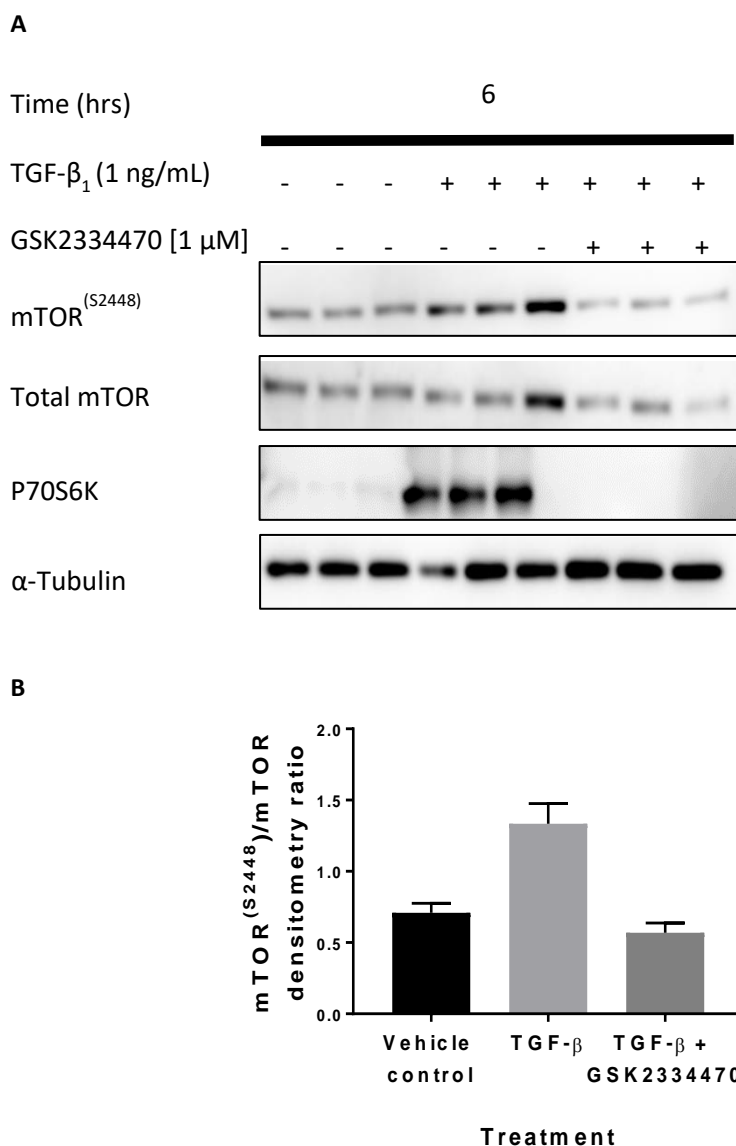 A
Time (hrs) 6
TGF-β₁ (1 ng/mL) - - - + + + + + +
GSK2334470 [1 µM] - - - - - - + + +
mTOR(S2448)
Total mTOR
P70S6K
α-Tubulin
B
mTOR(S2448)/mTOR
densitometry ratio
2.0
1.5
1.0
0.5
0.0
Vehicle
control
TGF-β
TGF-β +
GSK2334470
Treatment